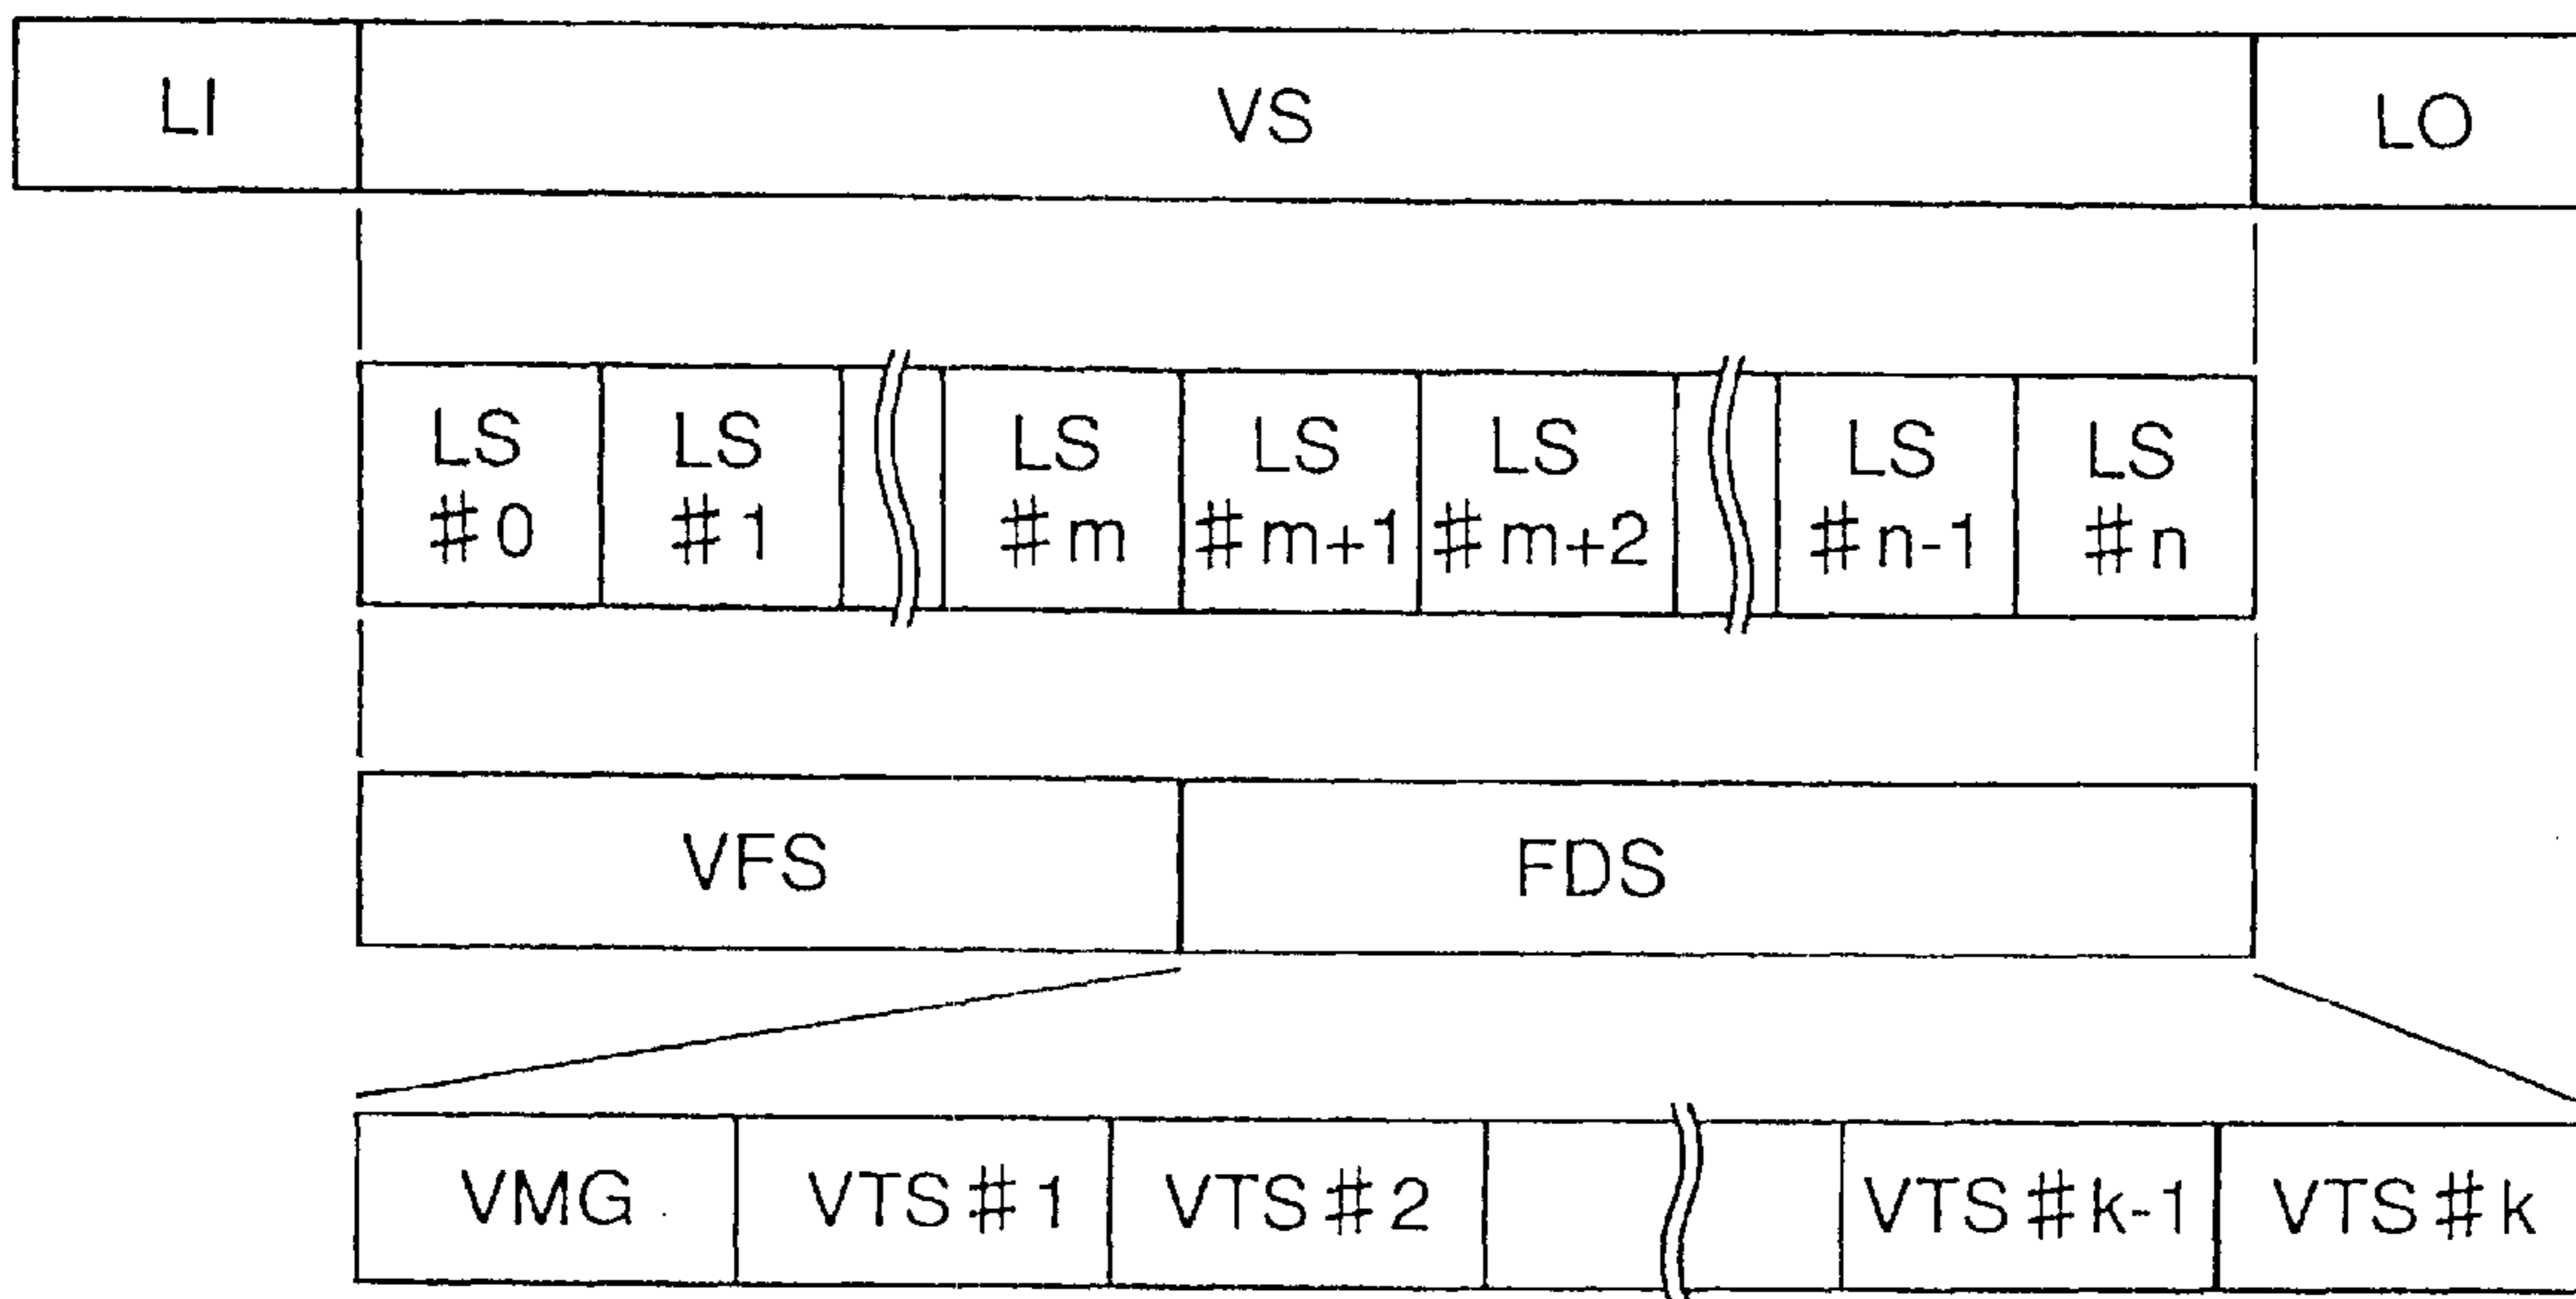 LI VS LO
LS LS LS LS LS LS LS
#0 #1 #m #m+1 #m+2 #n-1 #n
VFS FDS
VMG VTS#1 VTS#2 VTS#k-1 VTS#k